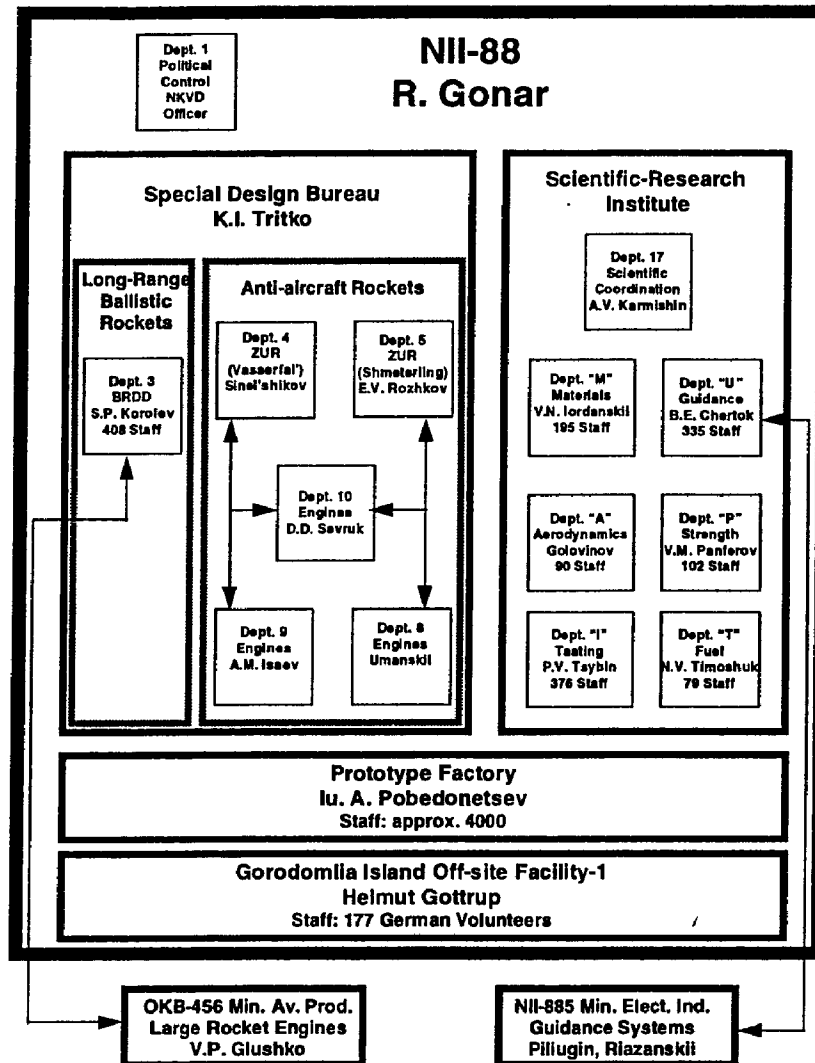 NII-88
R. Gonar
Dept. 1
Political
Control
NKVD
Officer
Special Design Bureau
K.I. Tritko
Long-Range
Ballistic
Rockets
Dept. 3
BRDD
S.P. Korolev
408 Staff
Anti-aircraft Rockets
Dept. 4
ZUR
(Vasserfal')
Sinel'shikov
Dept. 5
ZUR
(Shmeterling)
E.V. Rozhkov
Dept. 10
Engines
D.D. Sevruk
Dept. 9
Engines
A.M. Isaev
Dept. 8
Engines
Umanskii
Scientific-Research
Institute
Dept. 17
Scientific
Coordination
A.V. Karmishin
Dept. "M"
Materials
V.N. Iordanskii
195 Staff
Dept. "U"
Guidance
B.E. Chertok
335 Staff
Dept. "A"
Aerodynamics
Golovinov
90 Staff
Dept. "P"
Strength
V.M. Panferov
102 Staff
Dept. "I"
Testing
P.V. Tsybin
376 Staff
Dept. "T"
Fuel
N.V. Timoshuk
79 Staff
Prototype Factory
Iu. A. Pobedonetsev
Staff: approx. 4000
Gorodomlia Island Off-site Facility-1
Helmut Gottrup
Staff: 177 German Volunteers
OKB-456 Min. Av. Prod.
Large Rocket Engines
V.P. Glushko
NII-885 Min. Elect. Ind.
Guidance Systems
Piliugin, Riazanskii